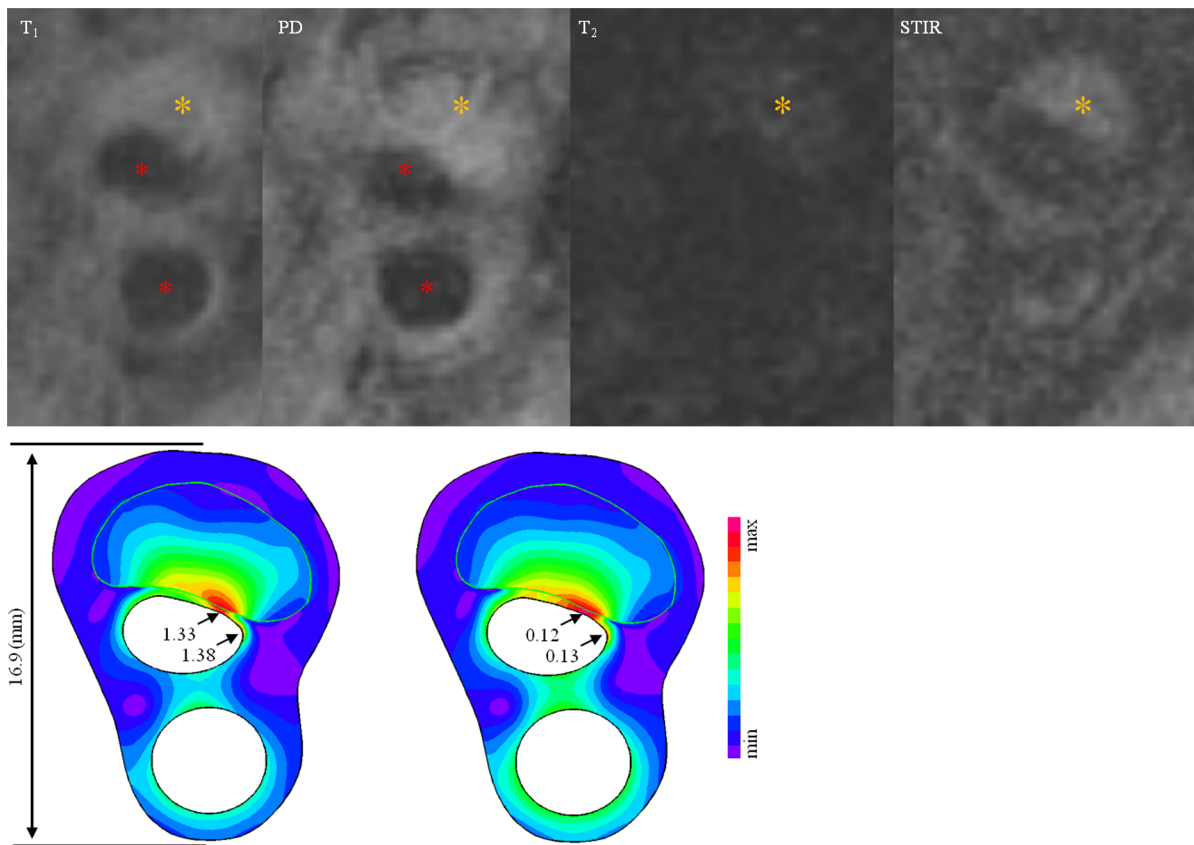 T₁
PD
T₂
STIR
*
*
*
*
*
*
*
*
16.9 (mm)
1.33
1.38
0.12
0.13
max
min